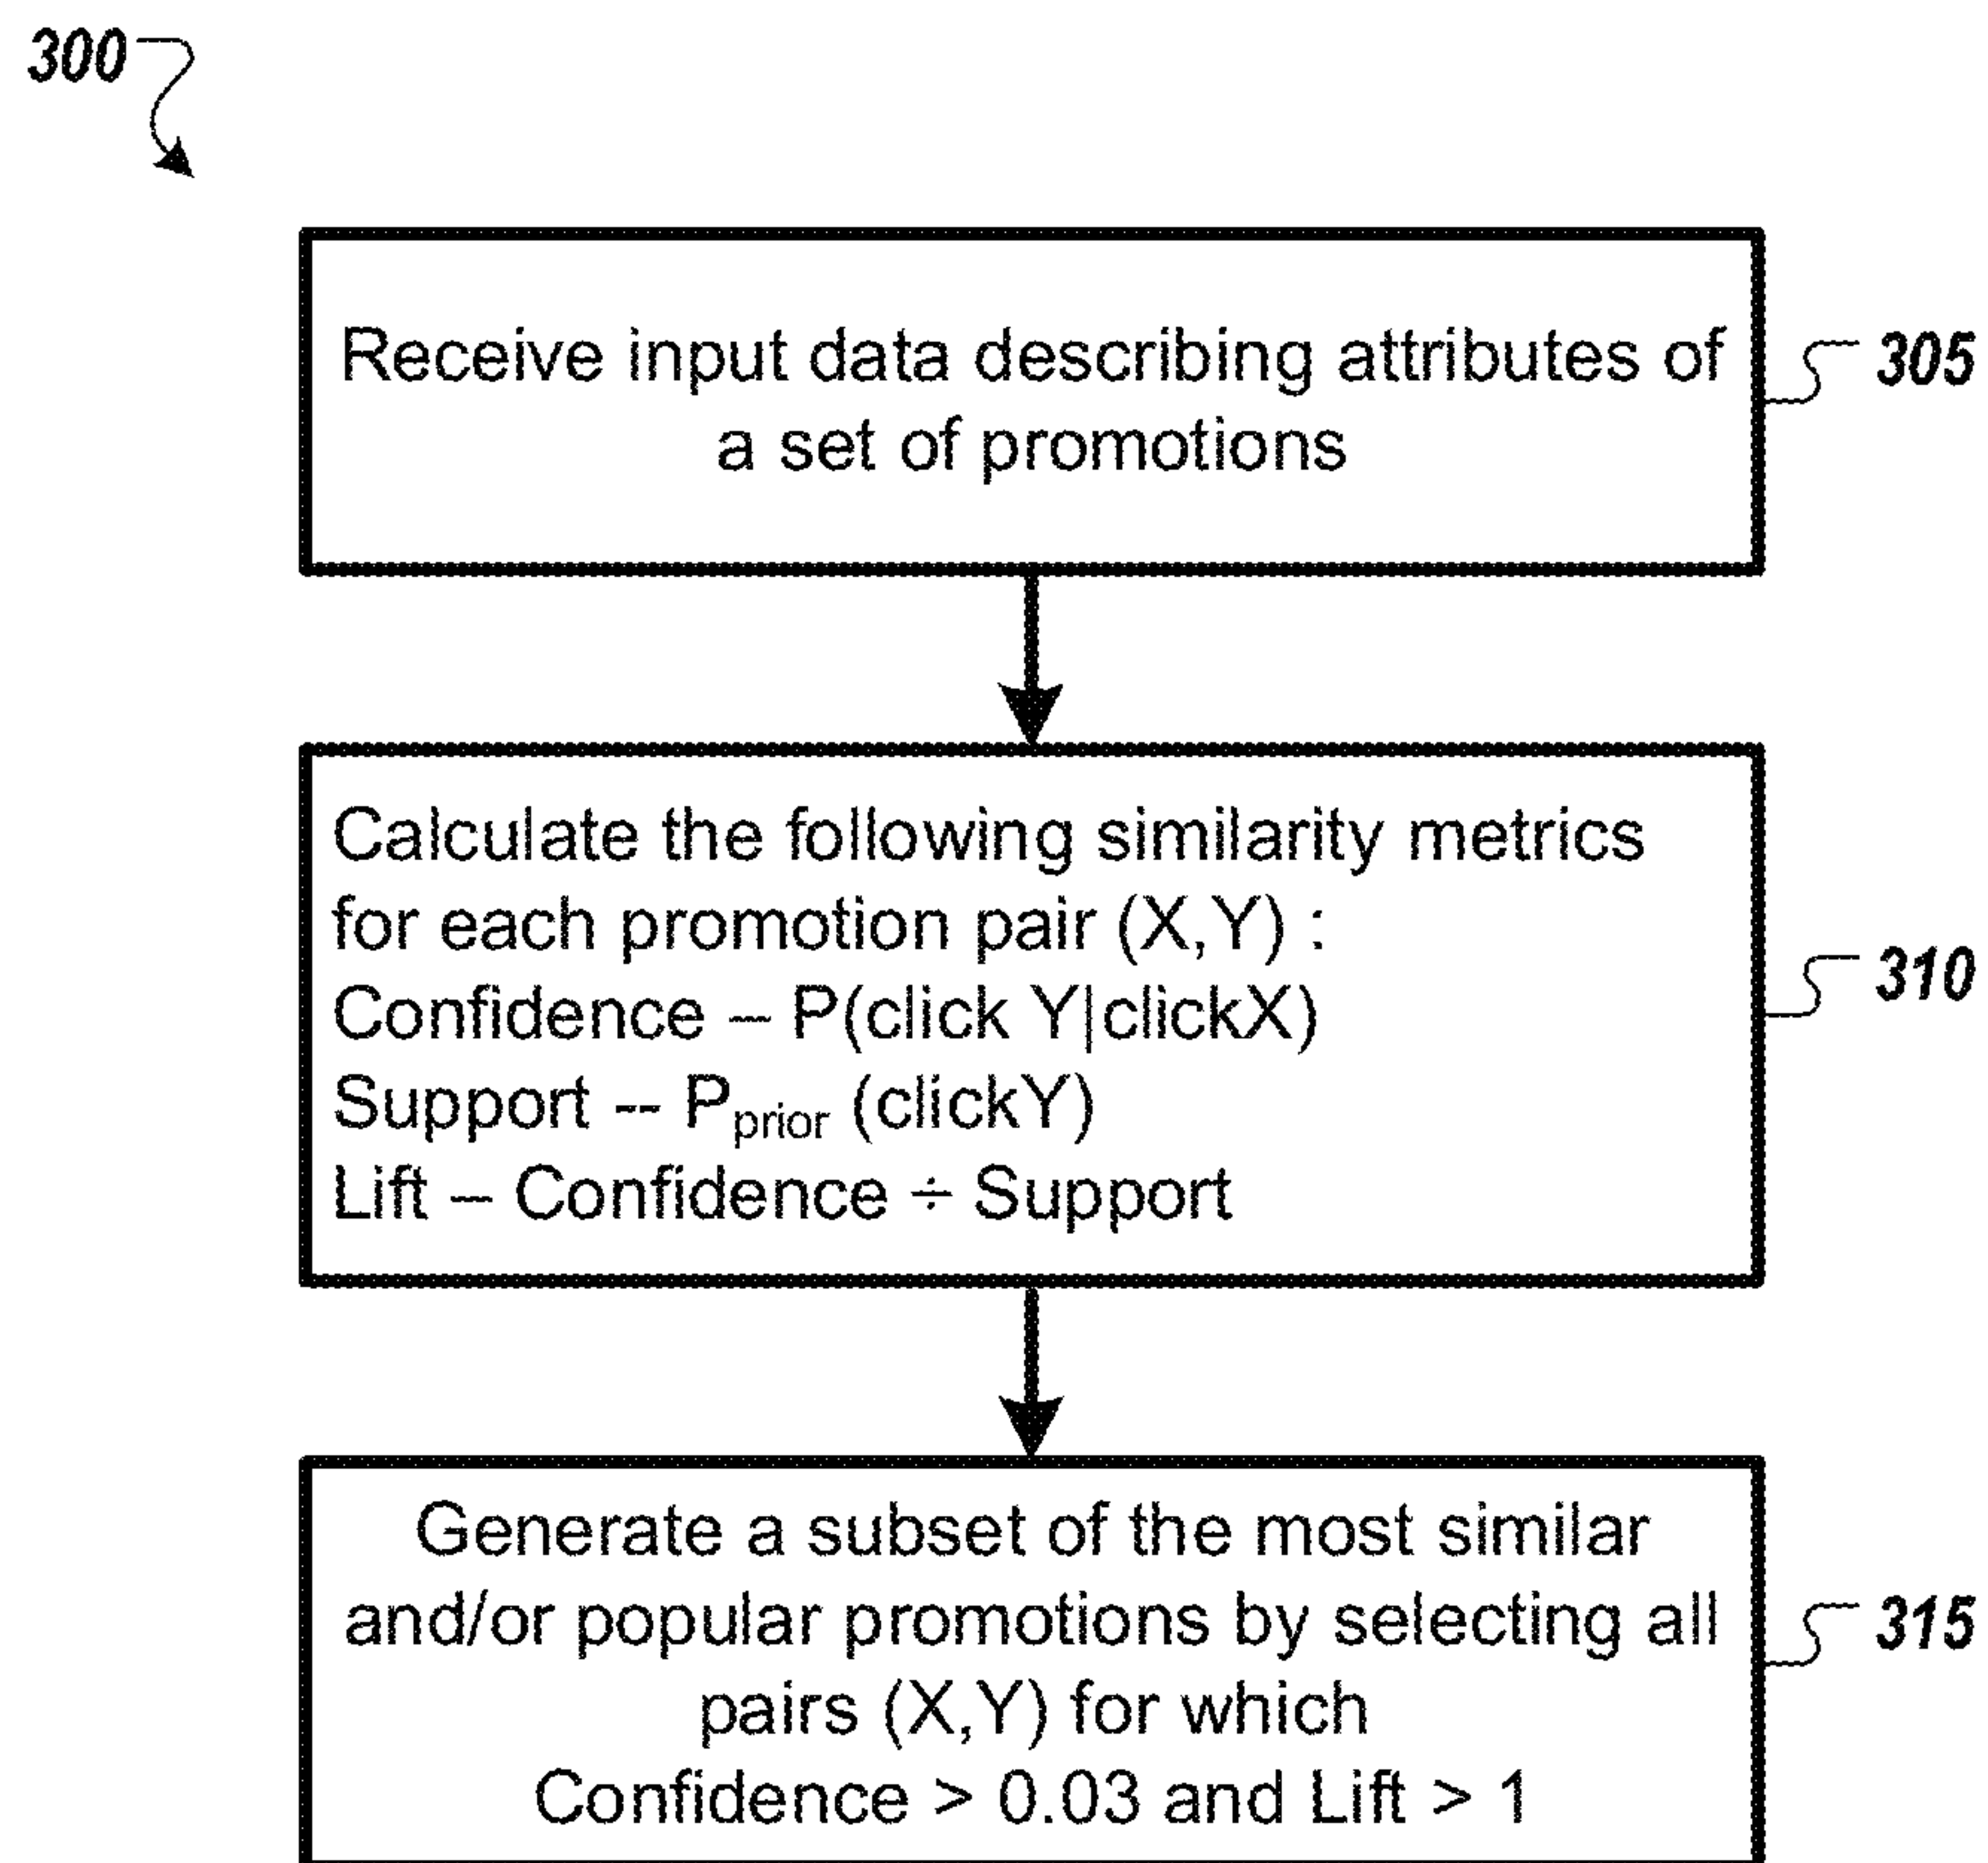 300
Receive input data describing attributes of
a set of promotions
305
Calculate the following similarity metrics
for each promotion pair (X,Y) :
Confidence – P(click Y|clickX)
Support -- Pprior (clickY)
Lift – Confidence ÷ Support
310
Generate a subset of the most similar
and/or popular promotions by selecting all
pairs (X,Y) for which
Confidence > 0.03 and Lift > 1
315